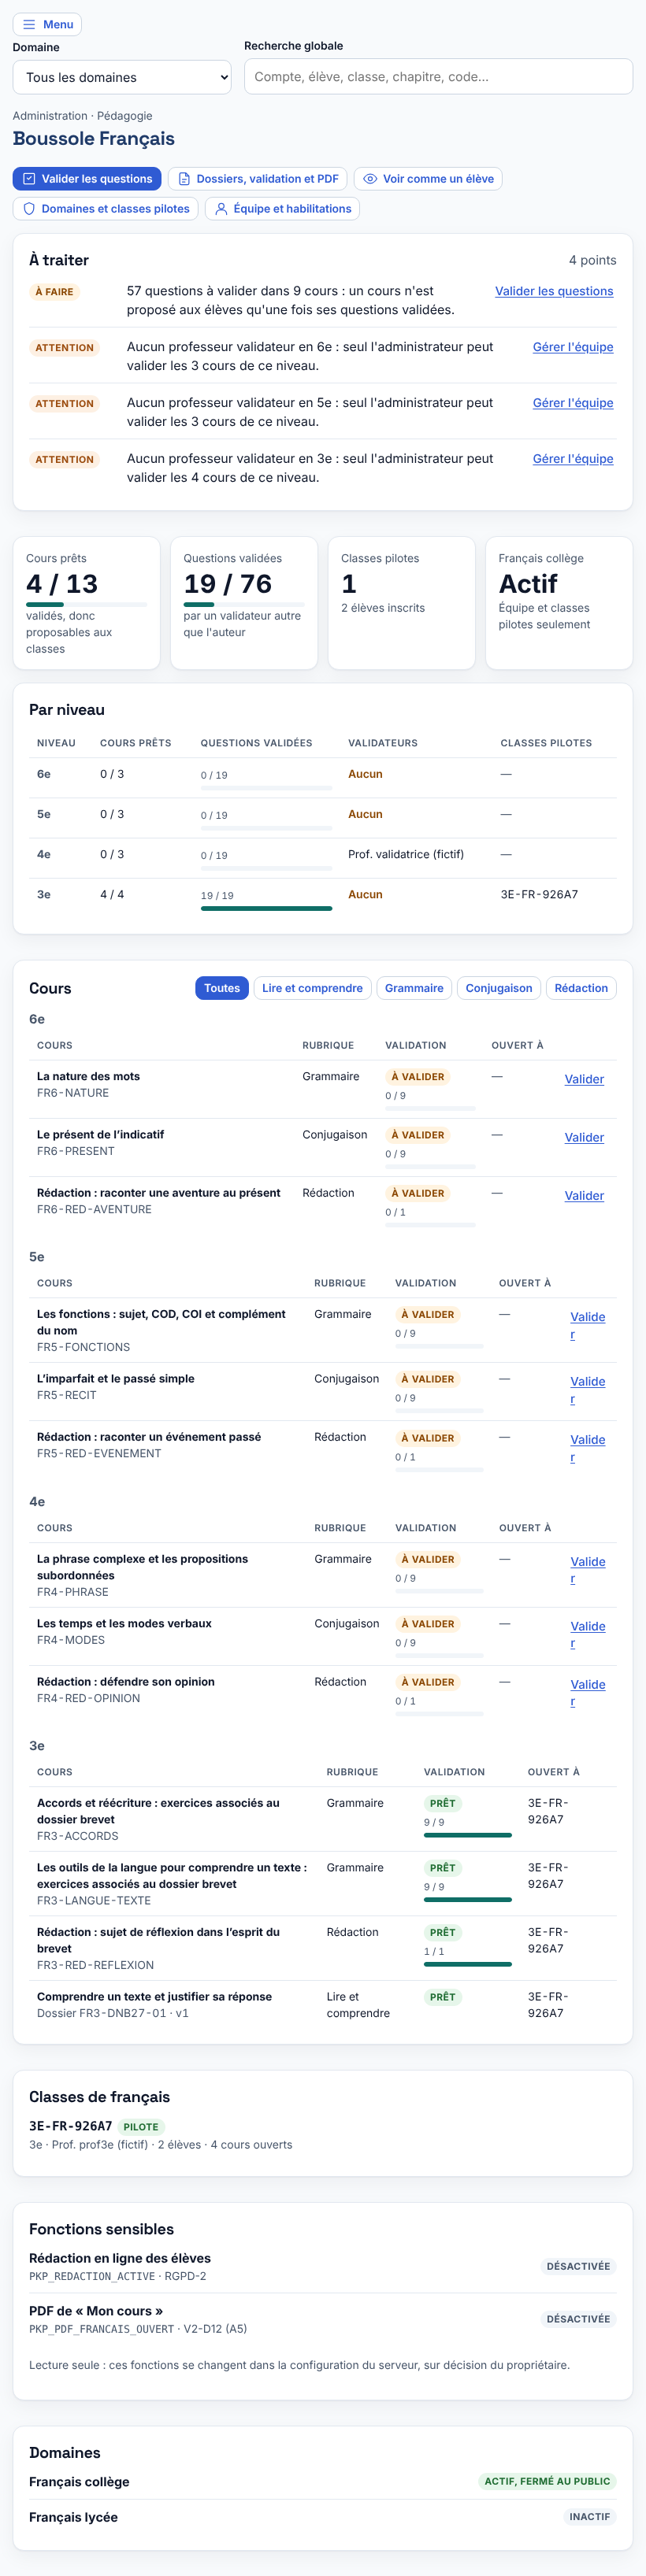 Menu
Domaine
Recherche globale
Tous les domaines
Compte, élève, classe, chapitre, code...
Administration · Pédagogie
Boussole Français
Valider les questions
Dossiers, validation et PDF
Voir comme un élève
Domaines et classes pilotes
Équipe et habilitations
À traiter
4 points
À FAIRE
57 questions à valider dans 9 cours : un cours n'est
proposé aux élèves qu'une fois ses questions validées.
Valider les questions
ATTENTION
Aucun professeur validateur en 6e : seul l'administrateur peut
valider les 3 cours de ce niveau.
Gérer l'équipe
ATTENTION
Aucun professeur validateur en 5e : seul l'administrateur peut
valider les 3 cours de ce niveau.
Gérer l'équipe
ATTENTION
Aucun professeur validateur en 3e : seul l'administrateur peut
valider les 4 cours de ce niveau.
Gérer l'équipe
Cours prêts
4 / 13
validés, donc
proposables aux
classes
Questions validées
19 / 76
par un validateur autre
que l'auteur
Classes pilotes
1
2 élèves inscrits
Français collège
Actif
Équipe et classes
pilotes seulement
Par niveau
NIVEAU COURS PRÊTS QUESTIONS VALIDÉES VALIDATEURS CLASSES PILOTES
6e 0 / 3 0 / 19 Aucun —
5e 0 / 3 0 / 19 Aucun —
4e 0 / 3 0 / 19 Prof. validatrice (fictif) —
3e 4 / 4 19 / 19 Aucun 3E-FR-926A7
Cours
Toutes
Lire et comprendre
Grammaire
Conjugaison
Rédaction
6e
COURS RUBRIQUE VALIDATION OUVERT À
La nature des mots Grammaire À VALIDER — Valider
FR6-NATURE 0 / 9
Le présent de l’indicatif Conjugaison À VALIDER — Valider
FR6-PRESENT 0 / 9
Rédaction : raconter une aventure au présent Rédaction À VALIDER — Valider
FR6-RED-AVENTURE 0 / 1
5e
COURS RUBRIQUE VALIDATION OUVERT À
Les fonctions : sujet, COD, COI et complément Grammaire À VALIDER — Valide
du nom 0 / 9 r
FR5-FONCTIONS
L’imparfait et le passé simple Conjugaison À VALIDER — Valide
FR5-RECIT 0 / 9 r
Rédaction : raconter un événement passé Rédaction À VALIDER — Valide
FR5-RED-EVENEMENT 0 / 1 r
4e
COURS RUBRIQUE VALIDATION OUVERT À
La phrase complexe et les propositions Grammaire À VALIDER — Valide
subordonnées 0 / 9 r
FR4-PHRASE
Les temps et les modes verbaux Conjugaison À VALIDER — Valide
FR4-MODES 0 / 9 r
Rédaction : défendre son opinion Rédaction À VALIDER — Valide
FR4-RED-OPINION 0 / 1 r
3e
COURS RUBRIQUE VALIDATION OUVERT À
Accords et réécriture : exercices associés au Grammaire PRÊT 3E-FR-
dossier brevet 9 / 9 926A7
FR3-ACCORDS
Les outils de la langue pour comprendre un texte : Grammaire PRÊT 3E-FR-
exercices associés au dossier brevet 9 / 9 926A7
FR3-LANGUE-TEXTE
Rédaction : sujet de réflexion dans l’esprit du Rédaction PRÊT 3E-FR-
brevet 1 / 1 926A7
FR3-RED-REFLEXION
Comprendre un texte et justifier sa réponse Lire et PRÊT 3E-FR-
Dossier FR3-DNB27-01 · v1 comprendre 926A7
Classes de français
3E-FR-926A7 PILOTE
3e · Prof. prof3e (fictif) · 2 élèves · 4 cours ouverts
Fonctions sensibles
Rédaction en ligne des élèves
PKP_REDACTION_ACTIVE · RGPD-2
DÉSACTIVÉE
PDF de « Mon cours »
PKP_PDF_FRANCAIS_OUVERT · V2-D12 (A5)
DÉSACTIVÉE
Lecture seule : ces fonctions se changent dans la configuration du serveur, sur décision du propriétaire.
Domaines
Français collège ACTIF, FERMÉ AU PUBLIC
Français lycée INACTIF